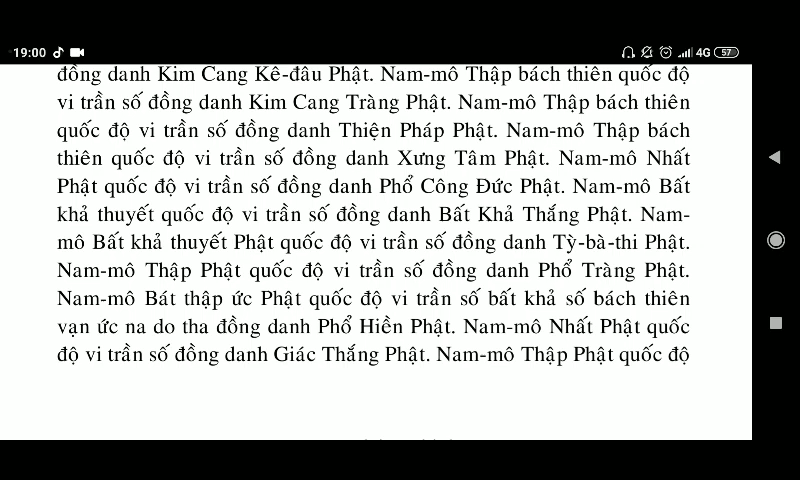 19:00
4G 57
đồng danh Kim Cang Kê-đâu Phật. Nam-mô Thập bách thiên quốc độ
vi trần số đồng danh Kim Cang Tràng Phật. Nam-mô Thập bách thiên
quốc độ vi trần số đồng danh Thiện Pháp Phật. Nam-mô Thập bách
thiên quốc độ vi trần số đồng danh Xưng Tâm Phật. Nam-mô Nhất
Phật quốc độ vi trần số đồng danh Phổ Công Đức Phật. Nam-mô Bất
khả thuyết quốc độ vi trần số đồng danh Bất Khả Thắng Phật. Nam-
mô Bất khả thuyết Phật quốc độ vi trần số đồng danh Tỳ-bà-thi Phật.
Nam-mô Thập Phật quốc độ vi trần số đồng danh Phổ Tràng Phật.
Nam-mô Bát thập ức Phật quốc độ vi trần số bất khả số bách thiên
vạn ức na do tha đồng danh Phổ Hiền Phật. Nam-mô Nhất Phật quốc
độ vi trần số đồng danh Giác Thắng Phật. Nam-mô Thập Phật quốc độ